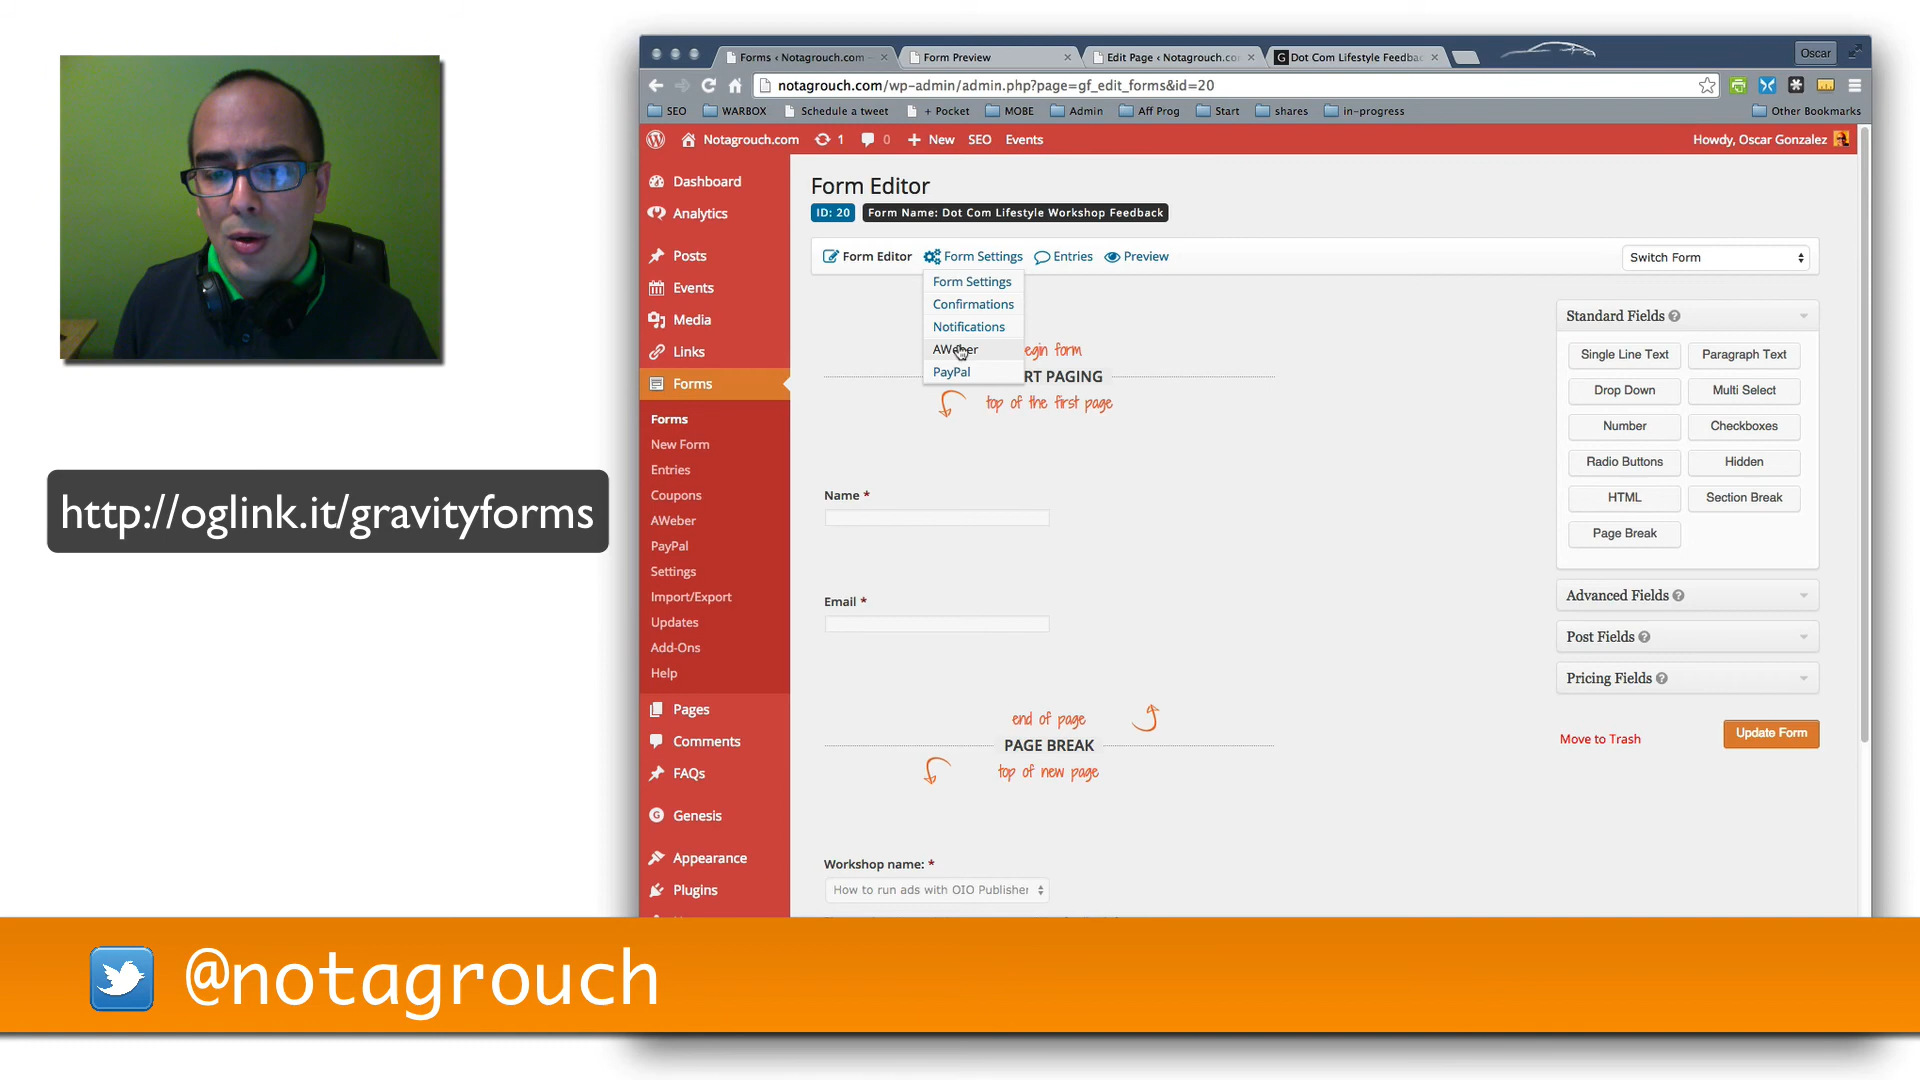 Forms ‹ Notagrouch.com —
Form Preview
Edit Page ‹ Notagrouch.co
Dot Com Lifestyle Feedba
Oscar
notagrouch.com/wp-admin/admin.php?page=gf_edit_forms&id=20
SEO
WARBOX
Schedule a tweet
+ Pocket
MOBE
Admin
Aff Prog
Start
shares
in-progress
Other Bookmarks
Notagrouch.com
1
0
New
SEO
Events
Howdy, Oscar Gonzalez
Dashboard
Analytics
Posts
Events
Media
Links
Forms
Forms
New Form
Entries
Coupons
AWeber
PayPal
Settings
Import/Export
Updates
Add-Ons
Help
Pages
Comments
FAQs
Genesis
Appearance
Plugins
Form Editor
ID: 20
Form Name: Dot Com Lifestyle Workshop Feedback
Form Editor
Form Settings
Entries
Preview
Switch Form
Form Settings
Confirmations
Notifications
AWeber
PayPal
egin form
RT PAGING
top of the first page
Name *
Email *
end of page
PAGE BREAK
top of new page
Workshop name: *
How to run ads with OIO Publisher
Standard Fields
Single Line Text
Paragraph Text
Drop Down
Multi Select
Number
Checkboxes
Radio Buttons
Hidden
HTML
Section Break
Page Break
Advanced Fields
Post Fields
Pricing Fields
Move to Trash
Update Form
http://oglink.it/gravityforms
@notagrouch